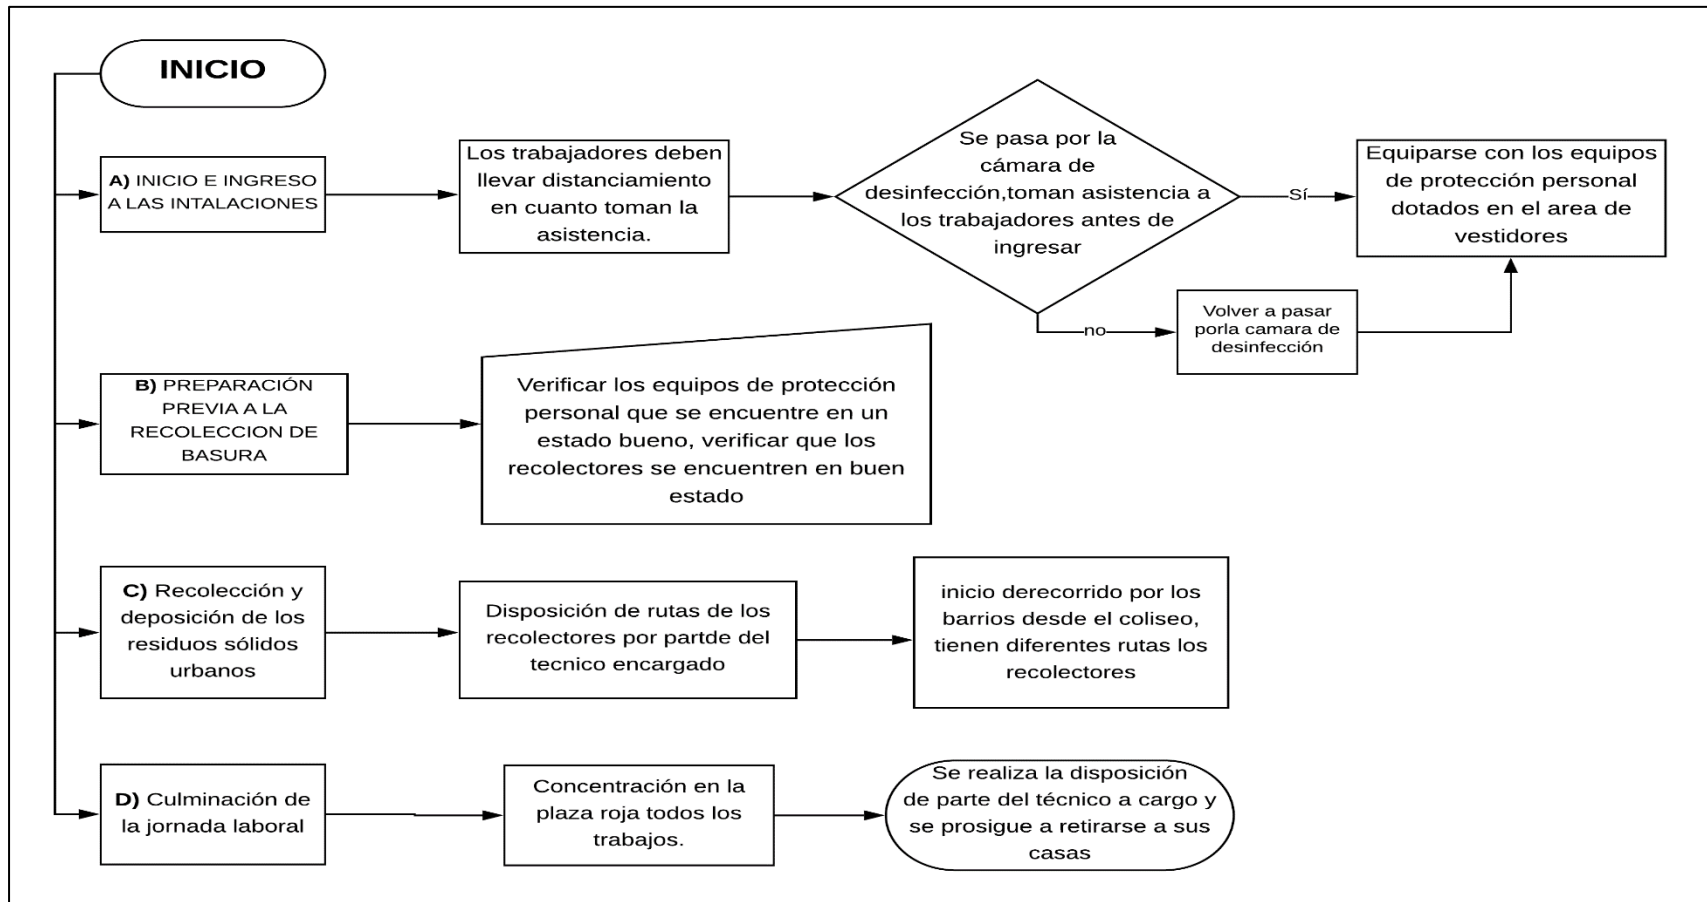 INICIO
A) INICIO E INGRESO
A LAS INTALACIONES
Los trabajadores deben
llevar distanciamiento
en cuanto toman la
asistencia.
Se pasa por la
cámara de
desinfección,toman asistencia a
los trabajadores antes de
ingresar
Sí
Equiparse con los equipos
de protección personal
dotados en el area de
vestidores
no
Volver a pasar
porla camara de
desinfección
B) PREPARACIÓN
PREVIA A LA
RECOLECCION DE
BASURA
Verificar los equipos de protección
personal que se encuentre en un
estado bueno, verificar que los
recolectores se encuentren en buen
estado
C) Recolección y
deposición de los
residuos sólidos
urbanos
Disposición de rutas de los
recolectores por partde del
tecnico encargado
inicio derecorrido por los
barrios desde el coliseo,
tienen diferentes rutas los
recolectores
D) Culminación de
la jornada laboral
Concentración en la
plaza roja todos los
trabajos.
Se realiza la disposición
de parte del técnico a cargo y
se prosigue a retirarse a sus
casas